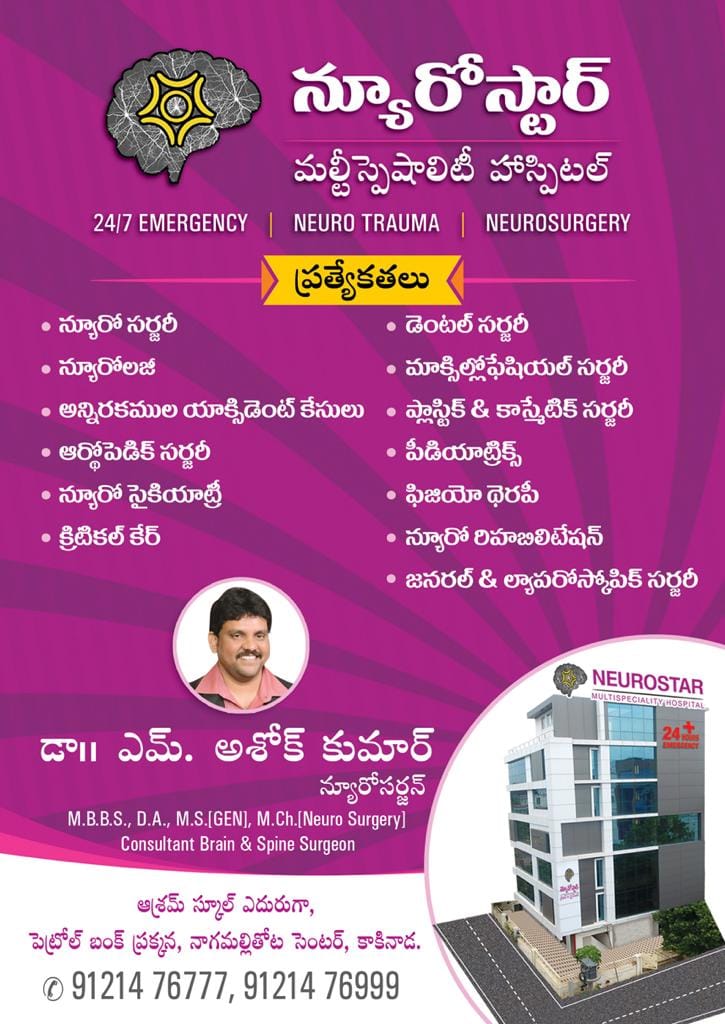 న్యూరోస్టార్
మల్టీస్పెషాలిటీ హాస్పిటల్
24/7 EMERGENCY | NEURO TRAUMA | NEUROSURGERY
ప్రత్యేకతలు
• న్యూరో సర్జరీ
• న్యూరోలజీ
• అన్నిరకముల యాక్సిడెంట్ కేసులు
• ఆర్థోపెడిక్ సర్జరీ
• న్యూరో సైకియాట్రీ
• క్రిటికల్ కేర్
• డెంటల్ సర్జరీ
• మాక్సిల్లోఫేషియల్ సర్జరీ
• ప్లాస్టిక్ & కాస్మేటిక్ సర్జరీ
• పీడియాట్రిక్స్
• ఫిజియో థెరపీ
• న్యూరో రిహబిలిటేషన్
• జనరల్ & ల్యాపరోస్కోపిక్ సర్జరీ
డా॥ ఎమ్. అశోక్ కుమార్
న్యూరోసర్జన్
M.B.B.S., D.A., M.S.[GEN], M.Ch.[Neuro Surgery]
Consultant Brain & Spine Surgeon
ఆశ్రమ్ స్కూల్ ఎదురుగా,
పెట్రోల్ బంక్ ప్రక్కన, నాగమల్లితోట సెంటర్, కాకినాడ.
✆ 91214 76777, 91214 76999
NEUROSTAR
MULTISPECIALITY HOSPITAL
24+
HOURS
EMERGENCY
న్యూరోస్టార్